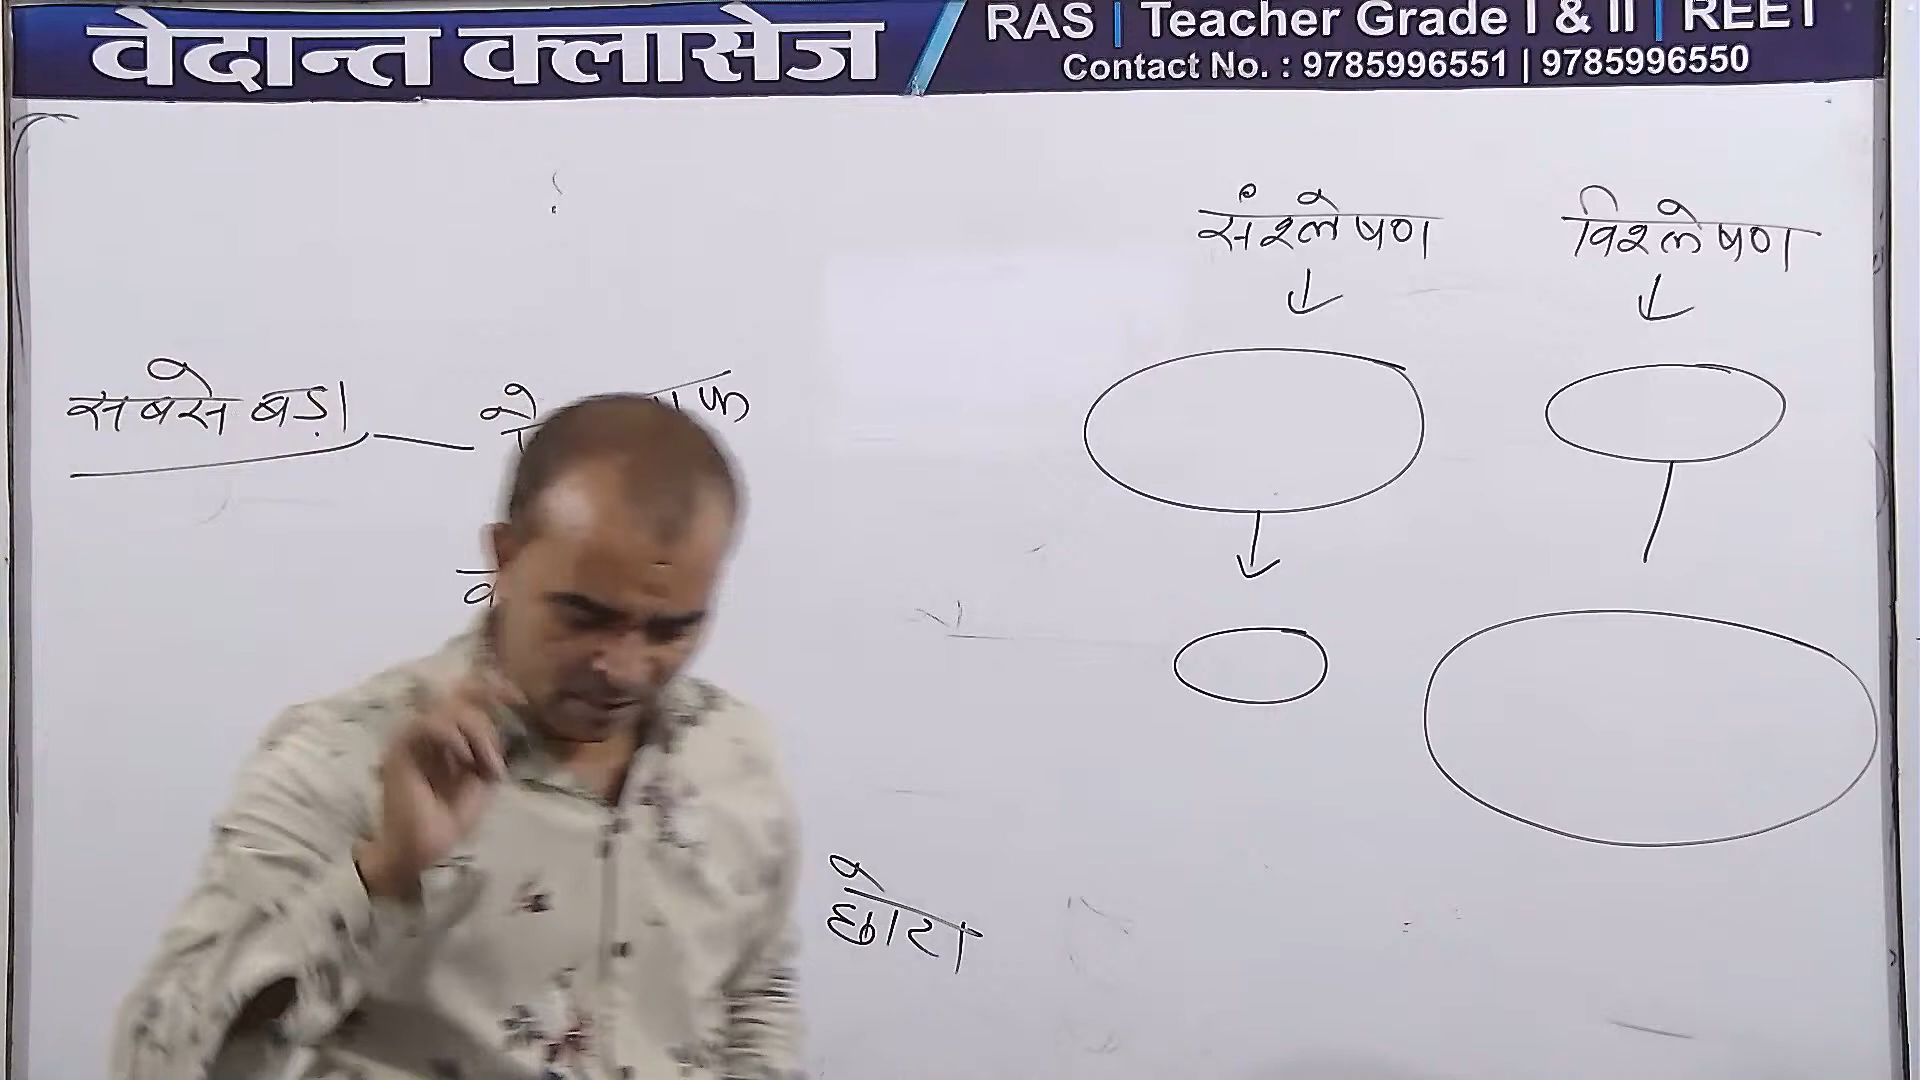 वेदान्त क्लासेज
RAS | Teacher Grade I & II | REET
Contact No. : 9785996551 | 9785996550
संश्लेषण
विश्लेषण
सबसे बड़ा
छोटा